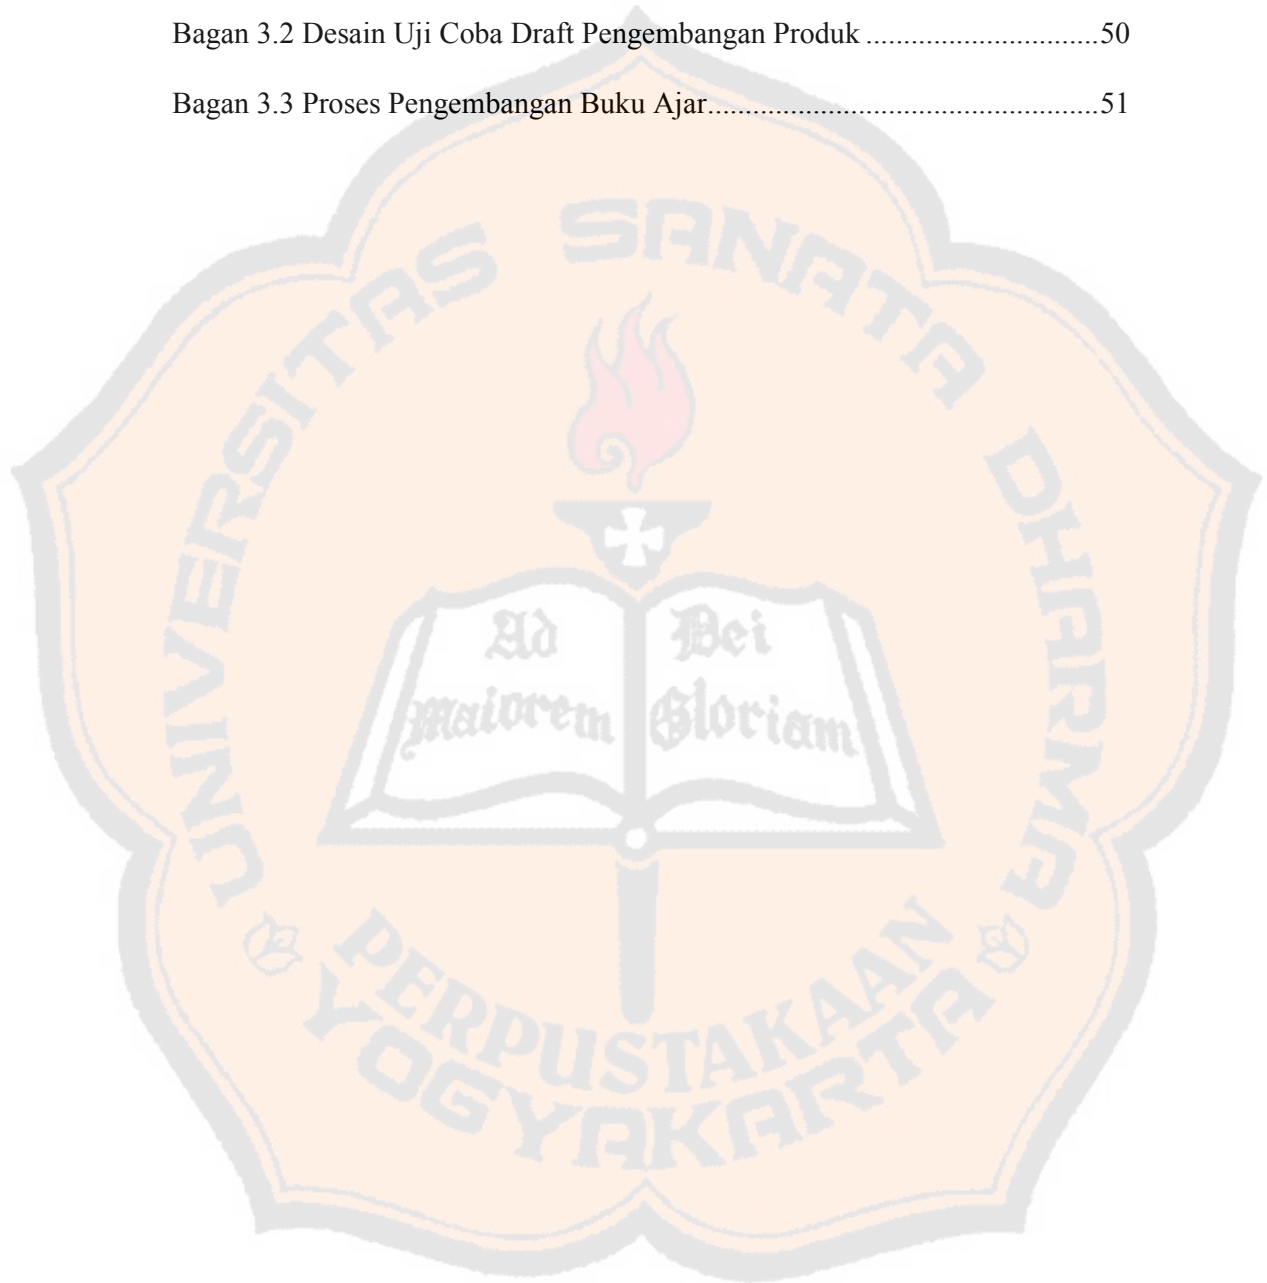 Bagan 3.2 Desain Uji Coba Draft Pengembangan Produk ...............................50
Bagan 3.3 Proses Pengembangan Buku Ajar....................................................51
UNIVERSITAS SANATA DHARMA
Ad Dei
maiorem Gloriam
PERPUSTAKAAN
YOGYAKARTA